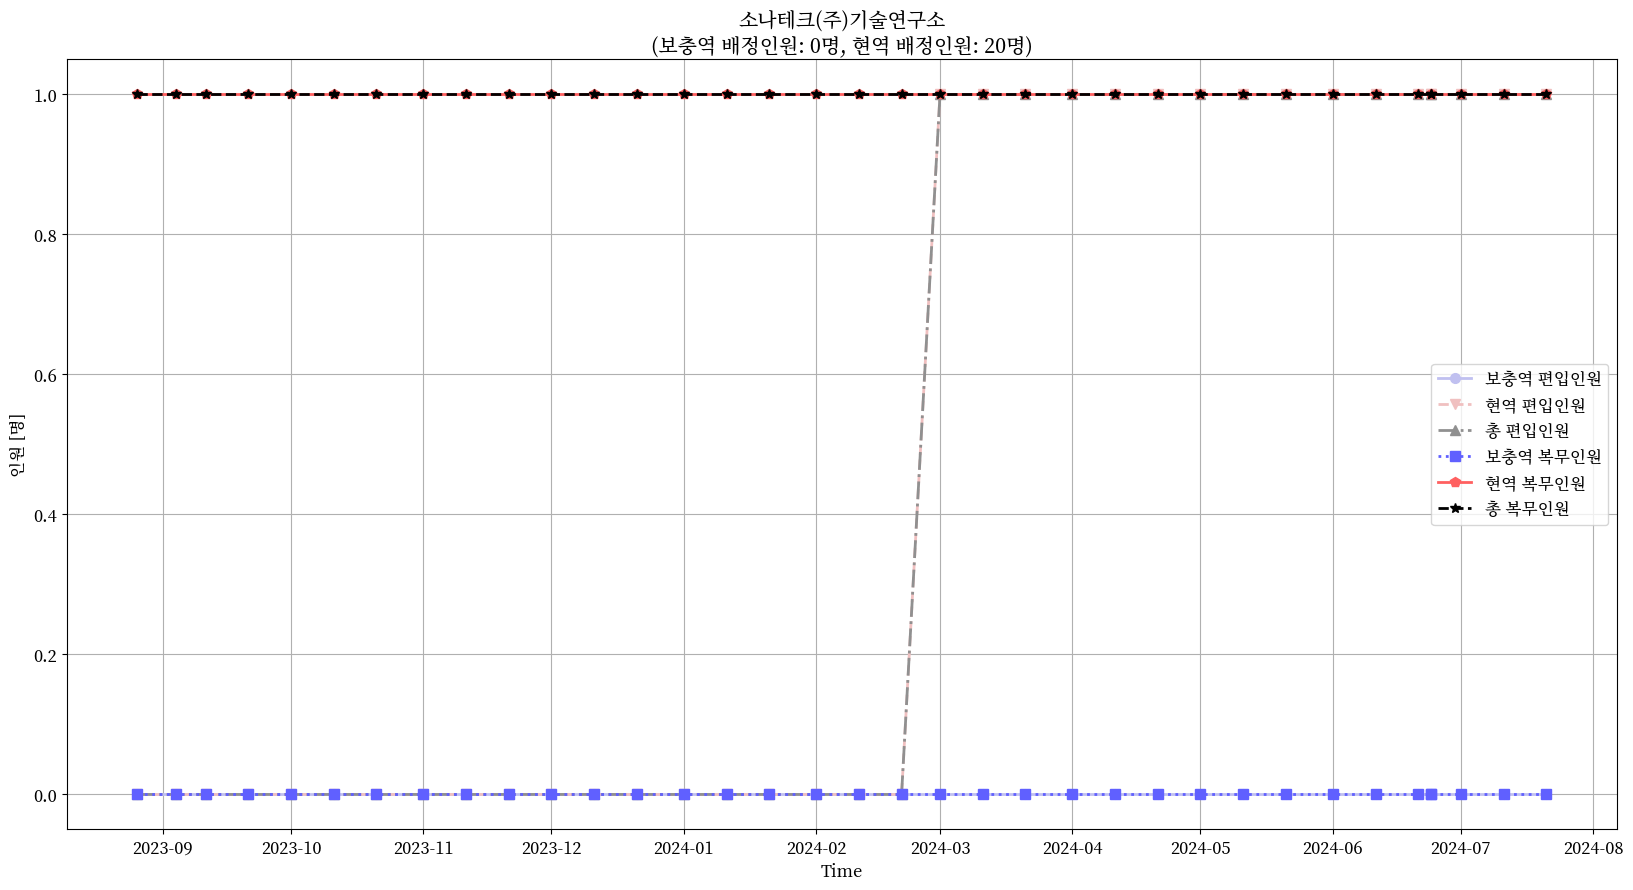 소나테크(주)기술연구소
(보충역 배정인원: 0명, 현역 배정인원: 20명)
인원 [명]
1.0
0.8
0.6
0.4
0.2
0.0
보충역 편입인원
현역 편입인원
총 편입인원
보충역 복무인원
현역 복무인원
총 복무인원
2023-09 2023-10 2023-11 2023-12 2024-01 2024-02 2024-03 2024-04 2024-05 2024-06 2024-07 2024-08
Time